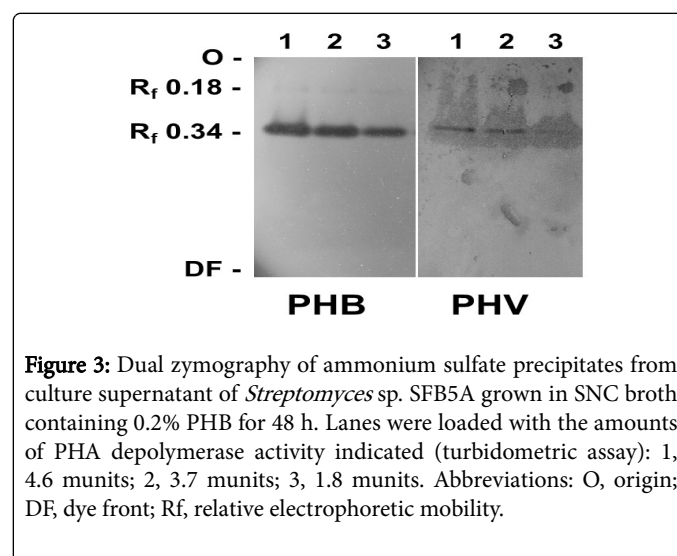 1 2 3 1 2 3
O -
Rf 0.18 -
Rf 0.34 -
DF -
PHB PHV
Figure 3: Dual zymography of ammonium sulfate precipitates from
culture supernatant of Streptomyces sp. SFB5A grown in SNC broth
containing 0.2% PHB for 48 h. Lanes were loaded with the amounts
of PHA depolymerase activity indicated (turbidometric assay): 1,
4.6 munits; 2, 3.7 munits; 3, 1.8 munits. Abbreviations: O, origin;
DF, dye front; Rf, relative electrophoretic mobility.